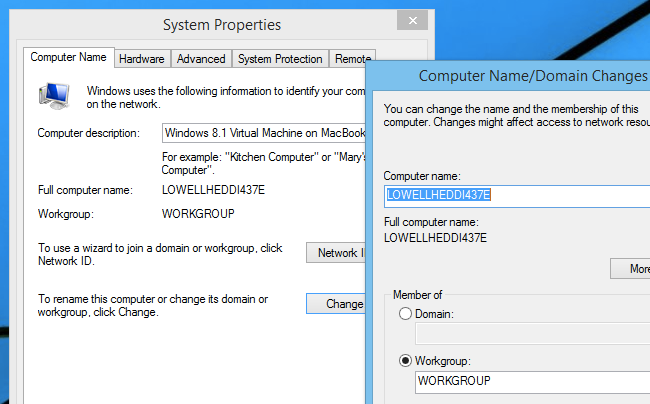 System Properties
Computer Name
Hardware
Advanced
System Protection
Remote
Windows uses the following information to identify your com
on the network.
Computer description:
Windows 8.1 Virtual Machine on MacBook
For example: "Kitchen Computer" or "Mary's
Computer".
Full computer name:
LOWELLHEDDI437E
Workgroup:
WORKGROUP
To use a wizard to join a domain or workgroup, click
Network ID.
Network I
To rename this computer or change its domain or
workgroup, click Change.
Change
Computer Name/Domain Changes
You can change the name and the membership of this
computer. Changes might affect access to network resou
Computer name:
LOWELLHEDDI437E
Full computer name:
LOWELLHEDDI437E
More
Member of
Domain:
Workgroup:
WORKGROUP